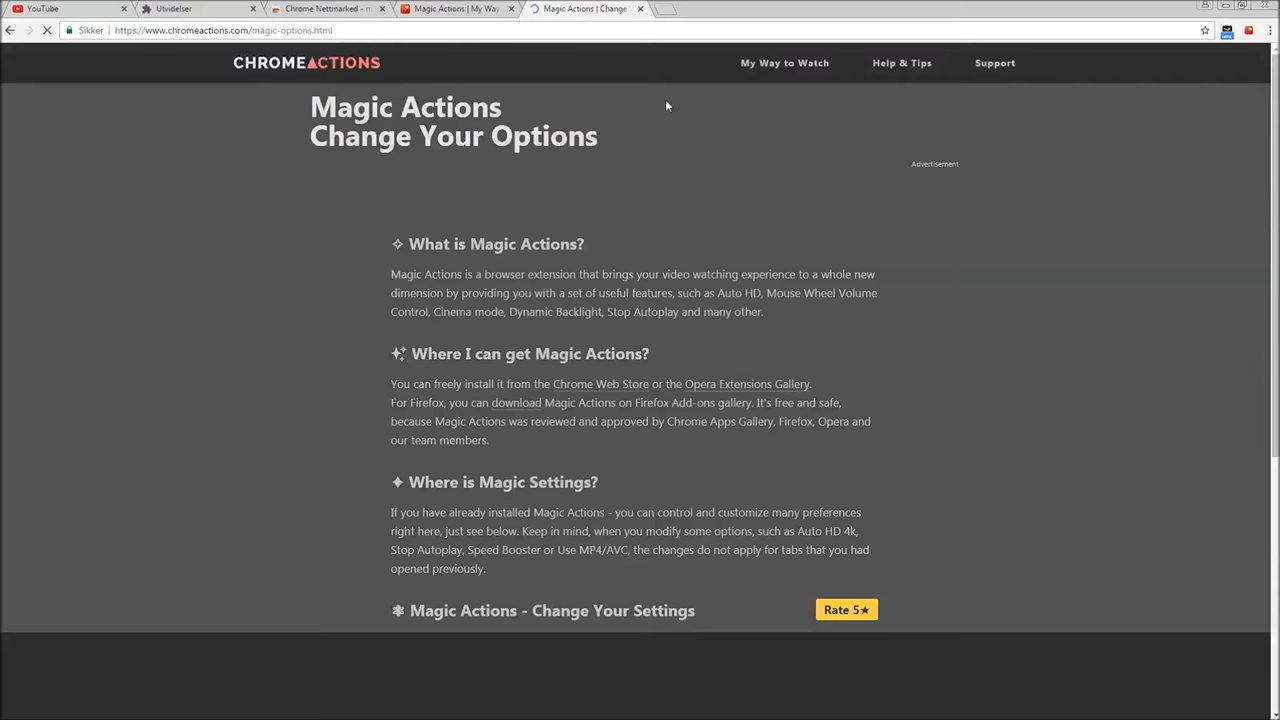 YouTube
Utvidelser
Chrome Nettmarked - m
Magic Actions | My Way
Magic Actions | Change
Sikker
https://www.chromeactions.com/magic-options.html
CHROMEACTIONS
My Way to Watch
Help & Tips
Support
Magic Actions
Change Your Options
Advertisement
What is Magic Actions?
Magic Actions is a browser extension that brings your video watching experience to a whole new
dimension by providing you with a set of useful features, such as Auto HD, Mouse Wheel Volume
Control, Cinema mode, Dynamic Backlight, Stop Autoplay and many other.
Where I can get Magic Actions?
You can freely install it from the Chrome Web Store or the Opera Extensions Gallery.
For Firefox, you can download Magic Actions on Firefox Add-ons gallery. It's free and safe,
because Magic Actions was reviewed and approved by Chrome Apps Gallery, Firefox, Opera and
our team members.
Where is Magic Settings?
If you have already installed Magic Actions - you can control and customize many preferences
right here, just see below. Keep in mind, when you modify some options, such as Auto HD 4k,
Stop Autoplay, Speed Booster or Use MP4/AVC, the changes do not apply for tabs that you had
opened previously.
Magic Actions - Change Your Settings
Rate 5★